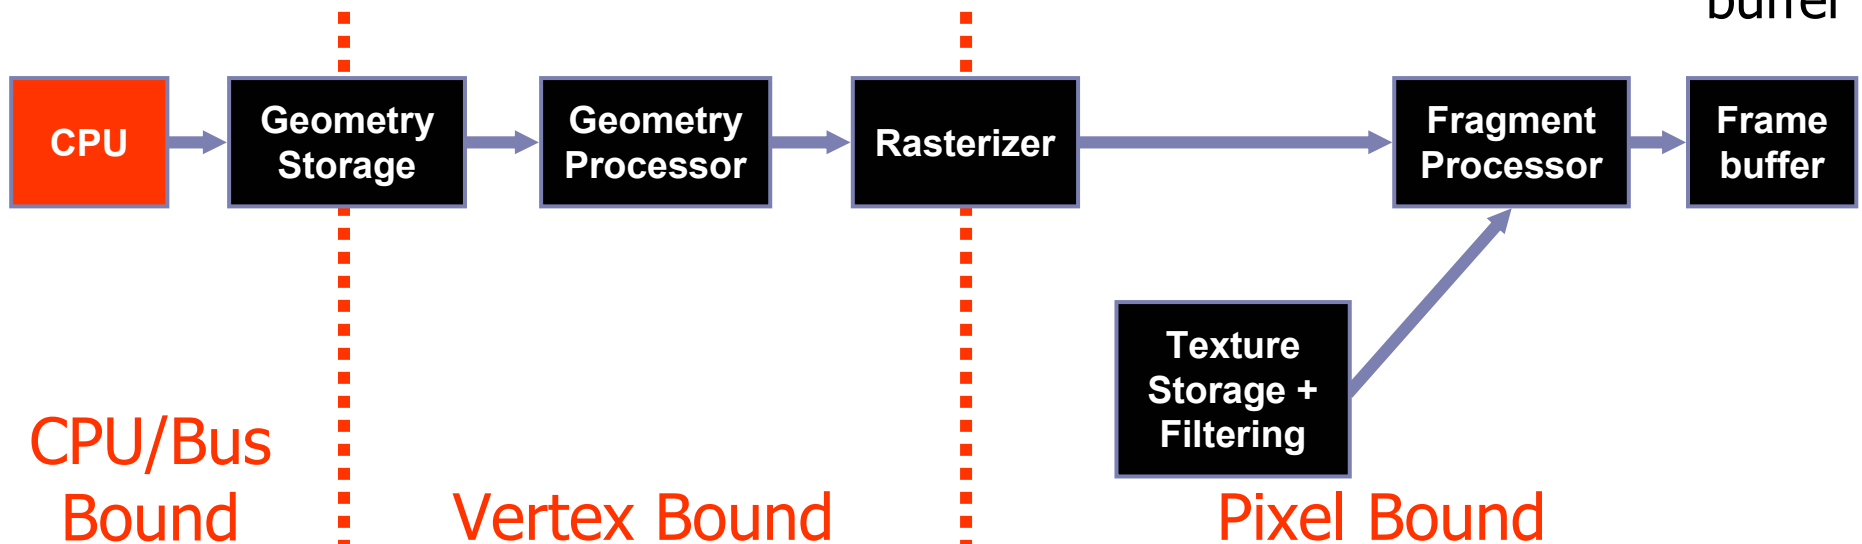 buffer
CPU
Geometry
Storage
Geometry
Processor
Rasterizer
Fragment
Processor
Frame
buffer
Texture
Storage +
Filtering
CPU/Bus
Bound
Vertex Bound
Pixel Bound